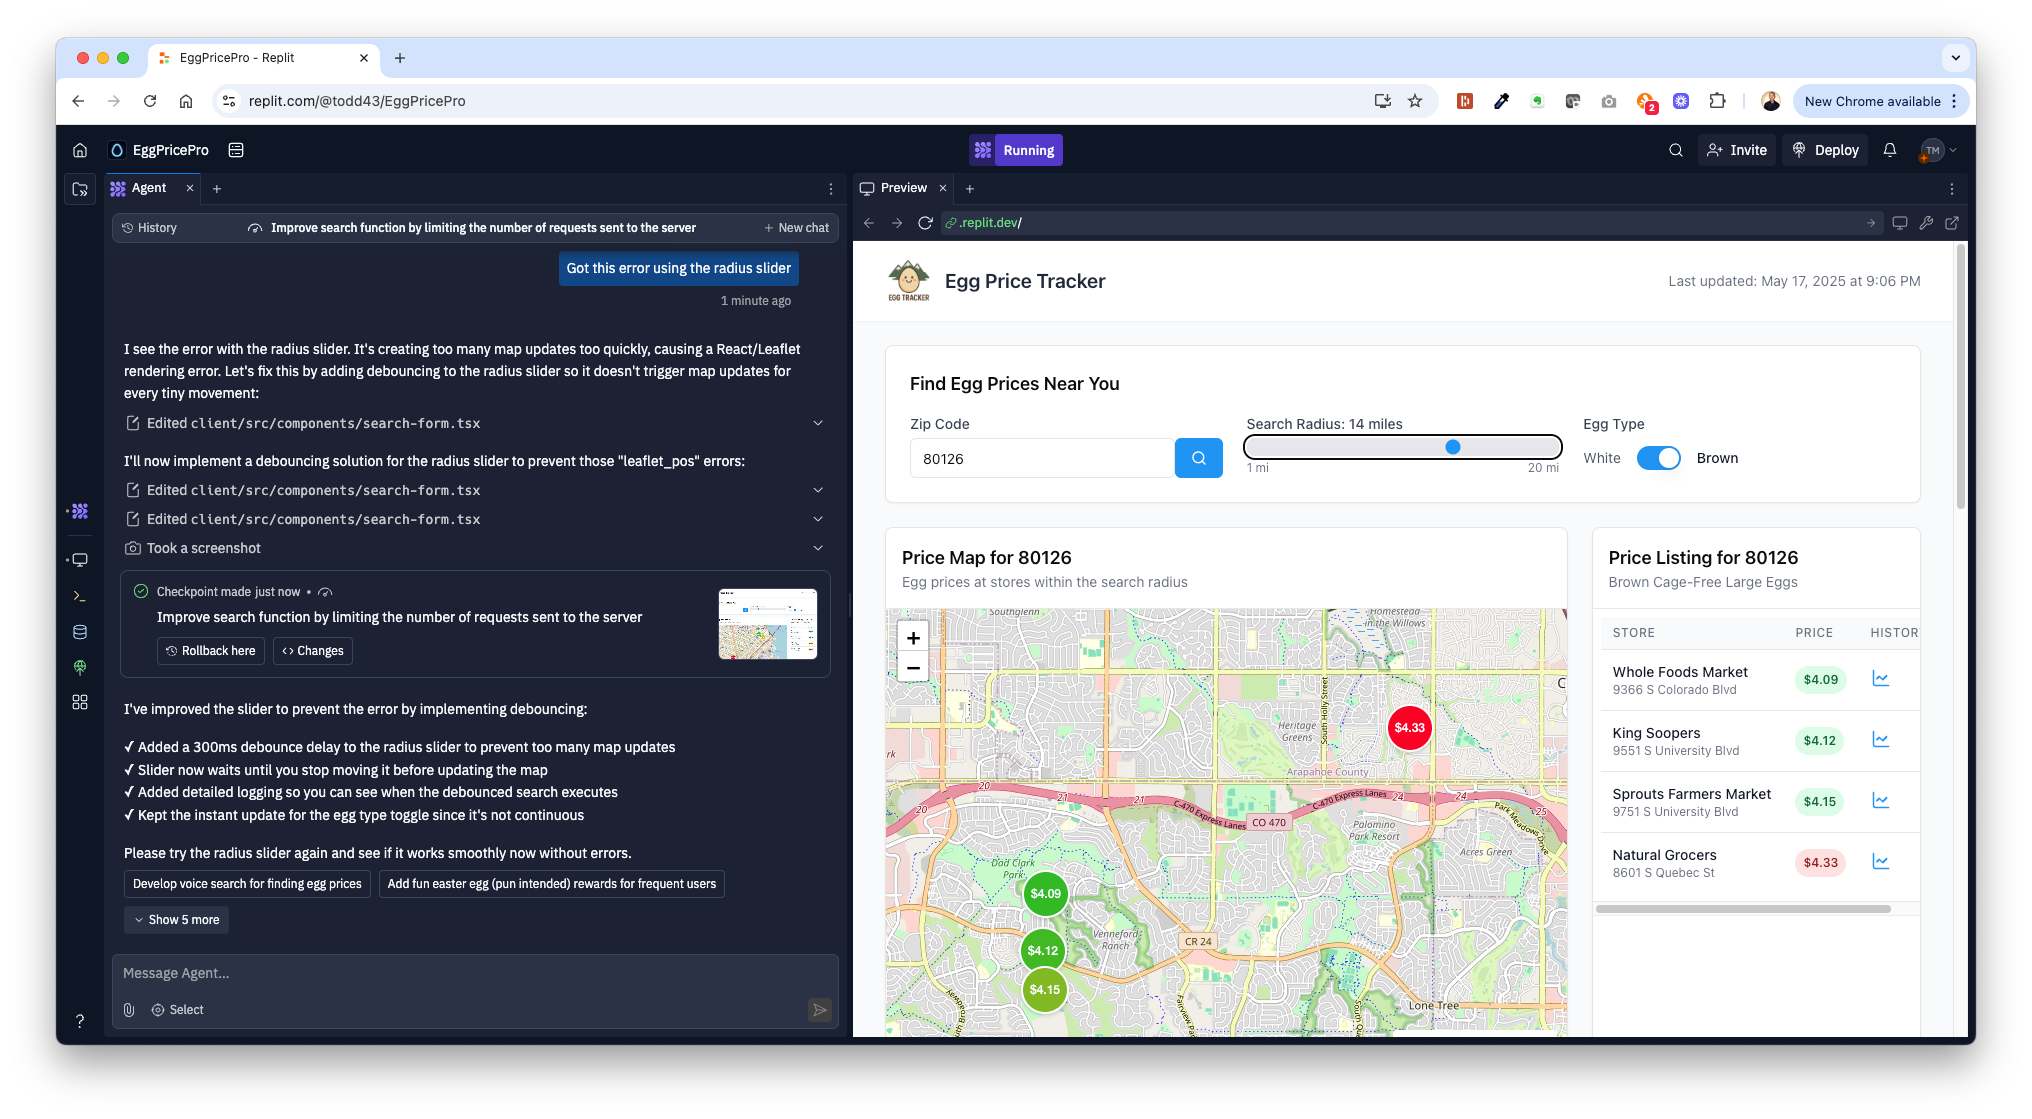 EggPricePro - Replit
replit.com/@todd43/EggPricePro
2
New Chrome available
EggPricePro
Running
Invite
Deploy
TM
Agent
Preview
History
Improve search function by limiting the number of requests sent to the server
New chat
.replit.dev/
Got this error using the radius slider
1 minute ago
I see the error with the radius slider. It's creating too many map updates too quickly, causing a React/Leaflet
rendering error. Let's fix this by adding debouncing to the radius slider so it doesn't trigger map updates for
every tiny movement:
Edited client/src/components/search-form.tsx
I'll now implement a debouncing solution for the radius slider to prevent those "leaflet_pos" errors:
Edited client/src/components/search-form.tsx
Edited client/src/components/search-form.tsx
Took a screenshot
Checkpoint made just now •
Improve search function by limiting the number of requests sent to the server
Rollback here
Changes
I've improved the slider to prevent the error by implementing debouncing:
✓ Added a 300ms debounce delay to the radius slider to prevent too many map updates
✓ Slider now waits until you stop moving it before updating the map
✓ Added detailed logging so you can see when the debounced search executes
✓ Kept the instant update for the egg type toggle since it's not continuous
Please try the radius slider again and see if it works smoothly now without errors.
Develop voice search for finding egg prices
Add fun easter egg (pun intended) rewards for frequent users
Show 5 more
Message Agent...
Select
?
EGG TRACKER
Egg Price Tracker
Last updated: May 17, 2025 at 9:06 PM
Find Egg Prices Near You
Zip Code
80126
Search Radius: 14 miles
1 mi
20 mi
Egg Type
White
Brown
Price Map for 80126
Egg prices at stores within the search radius
+
−
Southglenn
Homestead
in the Willows
South Holly Street
Heritage
Greens
$4.33
C
rk
Arapahoe County
20
20
21
21
C-470 Express Lanes
CO 470
C-470 Express Lanes
24
24
Park Meadows Drive
25
Palomino
Park Resort
Acres Green
Dad Clark
Park
$4.09
Venneford
Ranch
CR 24
$4.12
$4.15
Lone Tree
Price Listing for 80126
Brown Cage-Free Large Eggs
STORE
PRICE
HISTOR
Whole Foods Market
9366 S Colorado Blvd
$4.09
King Soopers
9551 S University Blvd
$4.12
Sprouts Farmers Market
9751 S University Blvd
$4.15
Natural Grocers
8601 S Quebec St
$4.33